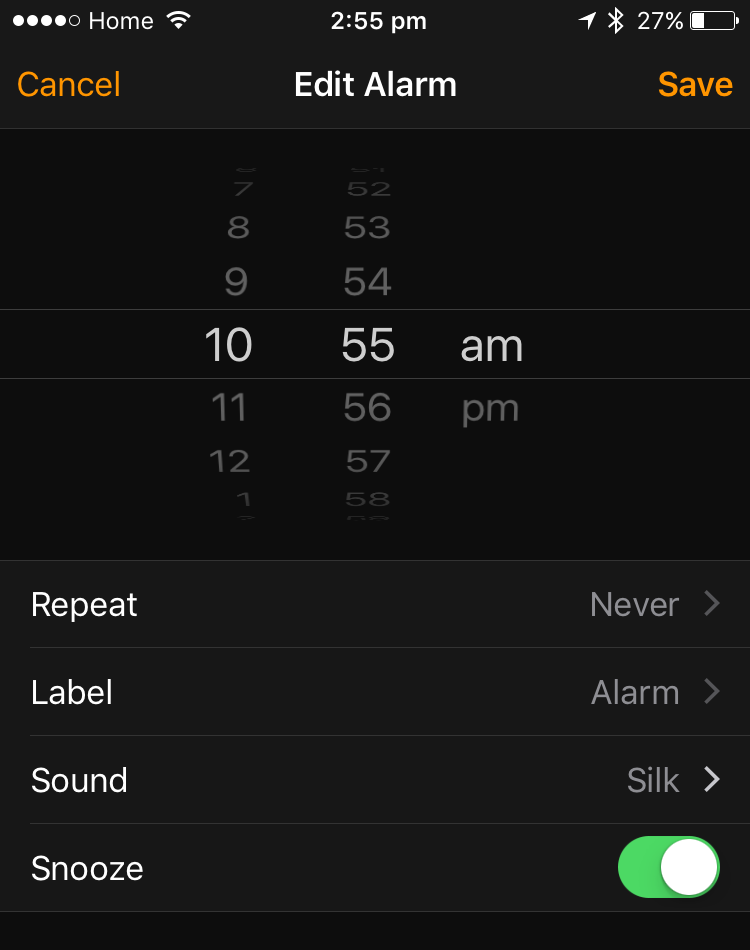 Home 2:55 pm 27%
Cancel Edit Alarm Save
7 52
8 53
9 54
10 55 am
11 56 pm
12 57
1 58
Repeat Never
Label Alarm
Sound Silk
Snooze